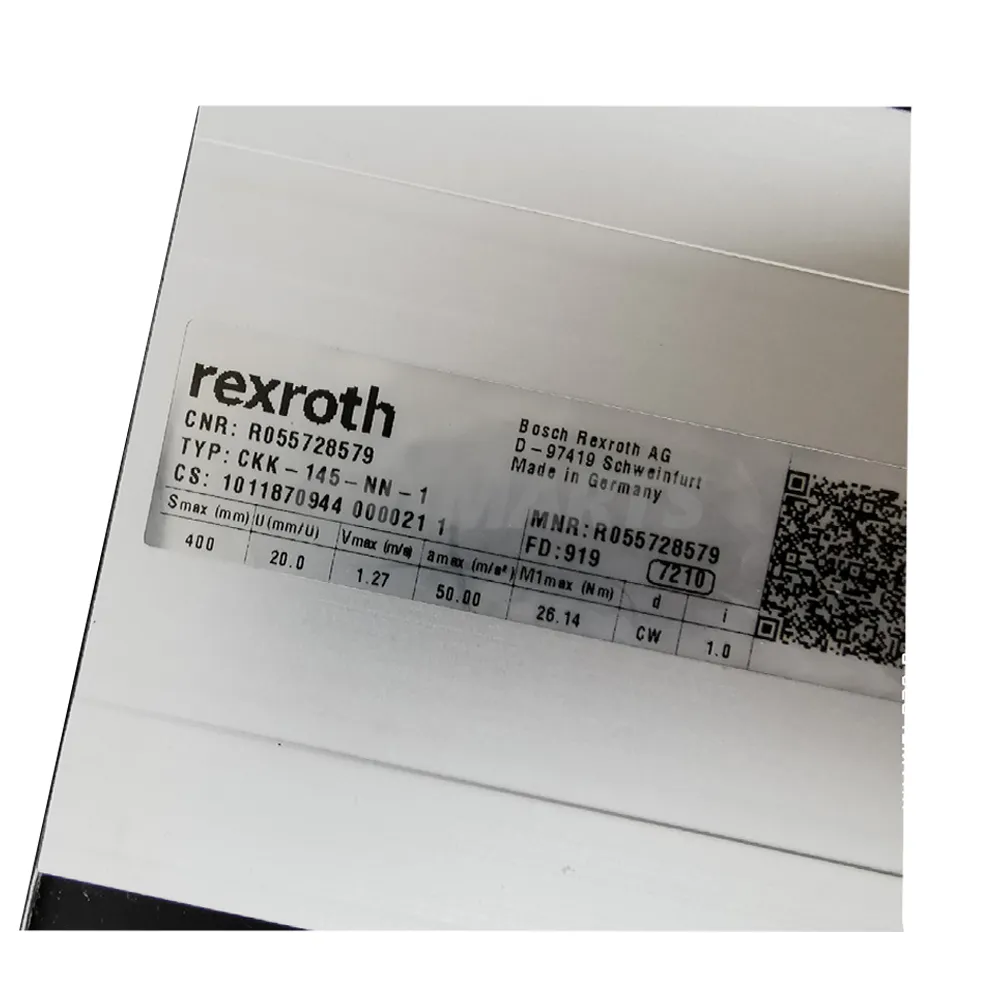 rexroth
CNR: R055728579
TYP: CKK-145-NN-1
CS: 1011870944 000021 1
Bosch Rexroth AG
D-97419 Schweinfurt
Made in Germany
MNR: R055728579
FD: 919 7210
Smax (mm) U (mm/U) Vmax (m/s) amax (m/s²) M1max (Nm) d i
400 20.0 1.27 50.00 26.14 CW 1.0